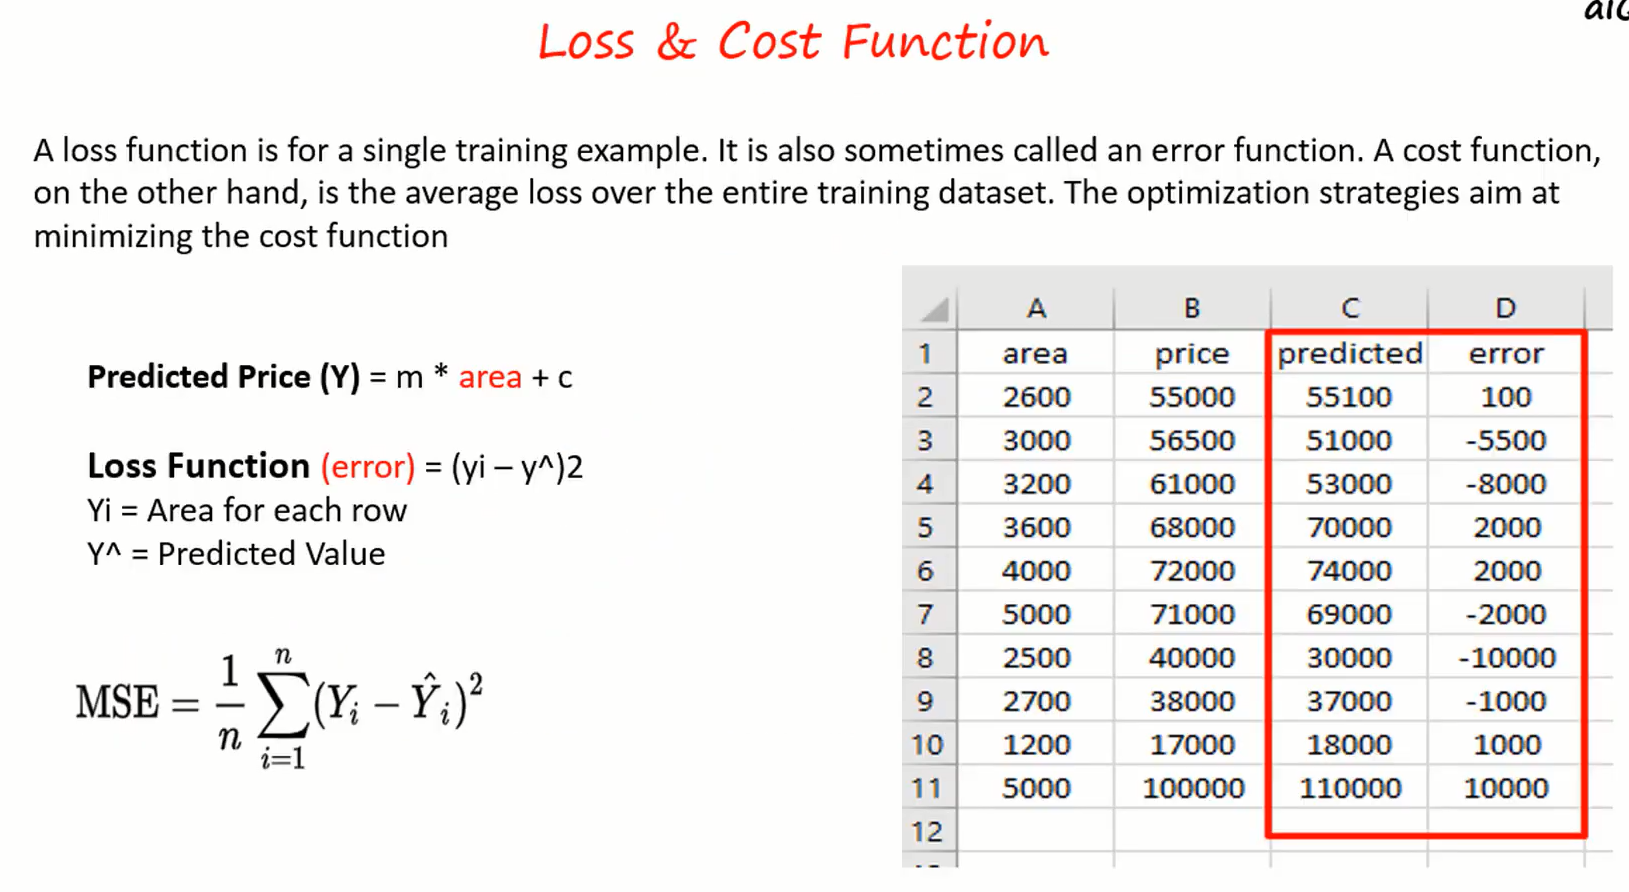 Loss & Cost Function
A loss function is for a single training example. It is also sometimes called an error function. A cost function,
on the other hand, is the average loss over the entire training dataset. The optimization strategies aim at
minimizing the cost function
Predicted Price (Y) = m * area + c
Loss Function (error) = (yi – y^)2
Yi = Area for each row
Y^ = Predicted Value
MSE = \frac{1}{n} \sum_{i=1}^{n} (Y_i – \hat{Y}_i)^2
A B C D
1 area price predicted error
2 2600 55000 55100 100
3 3000 56500 51000 -5500
4 3200 61000 53000 -8000
5 3600 68000 70000 2000
6 4000 72000 74000 2000
7 5000 71000 69000 -2000
8 2500 40000 30000 -10000
9 2700 38000 37000 -1000
10 1200 17000 18000 1000
11 5000 100000 110000 10000
12